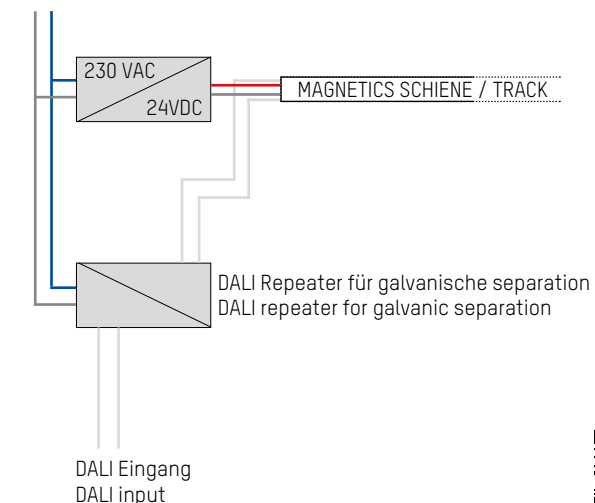 230 VAC
24VDC
MAGNETICS SCHIENE / TRACK
DALI Repeater für galvanische separation
DALI repeater for galvanic separation
DALI Eingang
DALI input